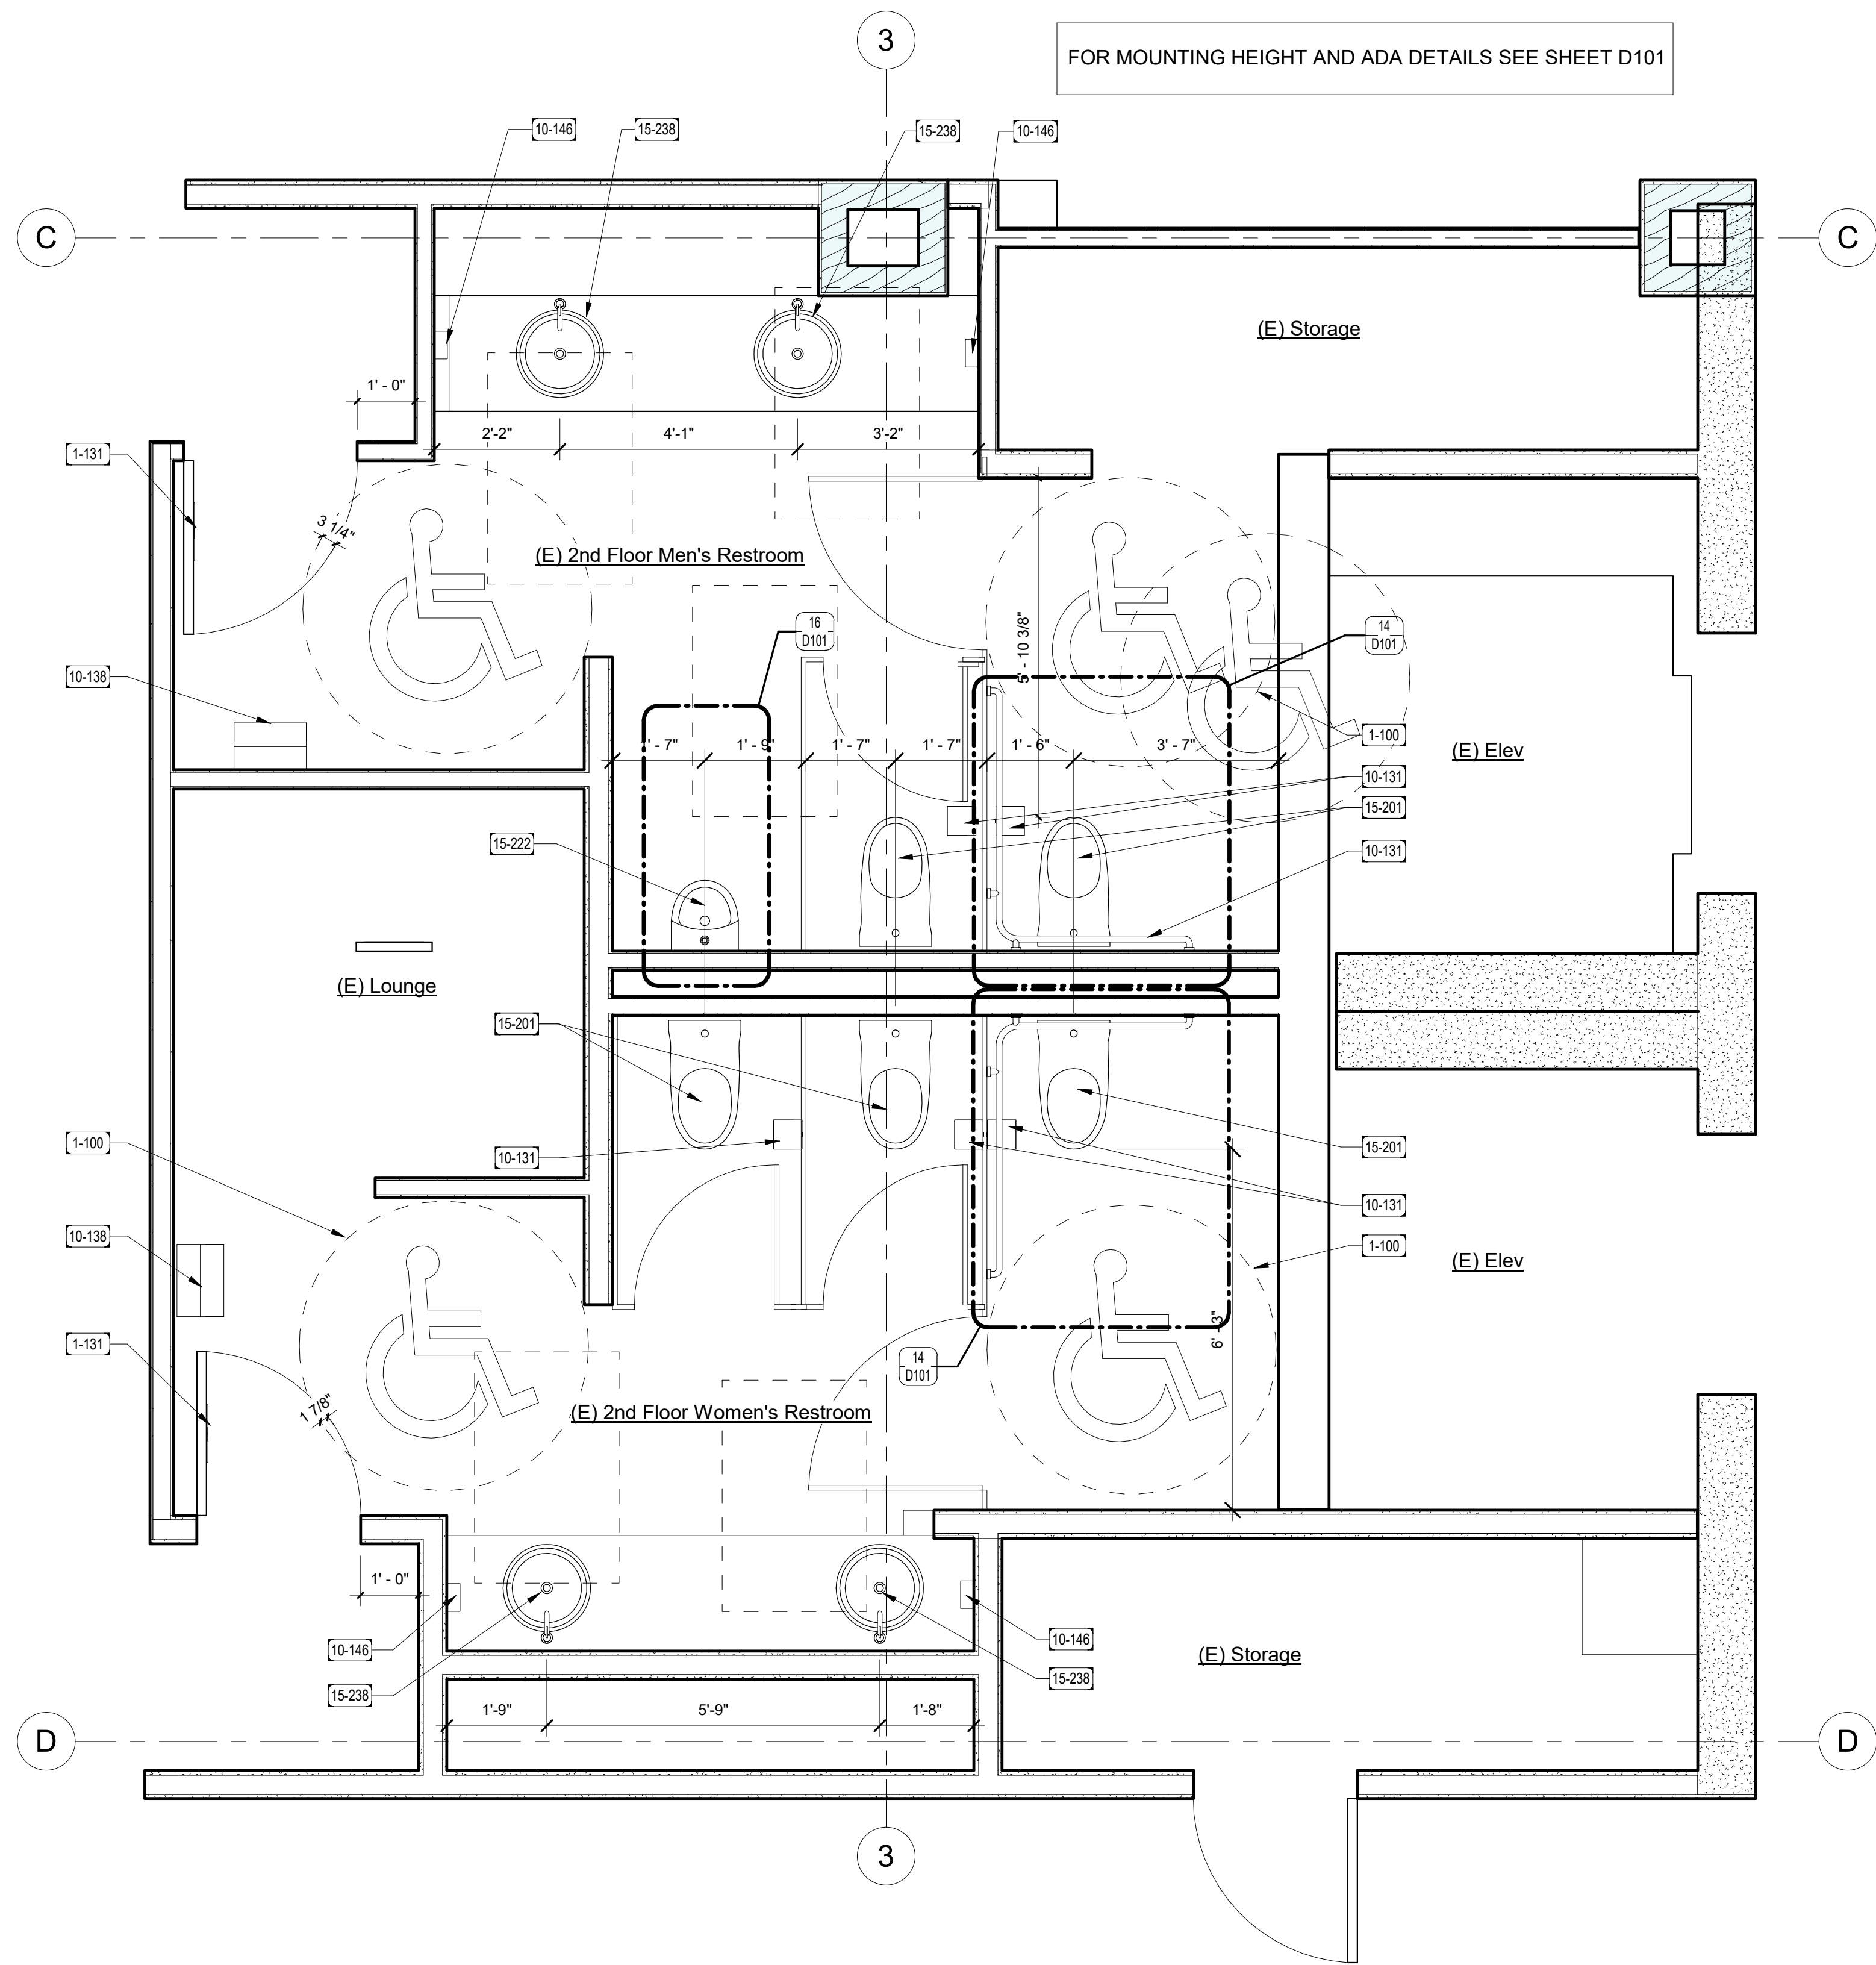 3
FOR MOUNTING HEIGHT AND ADA DETAILS SEE SHEET D101
10-146
15-238
15-238
10-146
C
C
(E) Storage
1' - 0"
2'-2"
4'-1"
3'-2"
1-131
3 1/4"
(E) 2nd Floor Men's Restroom
16
D101
5' - 10 3/8"
14
D101
10-138
1' - 7"
1' - 9"
1' - 7"
1' - 7"
1' - 6"
3' - 7"
1-100
(E) Elev
10-131
15-201
15-222
10-131
(E) Lounge
15-201
1-100
10-131
15-201
10-131
10-138
1-100
(E) Elev
1-131
6' - 3"
14
D101
1 7/8"
(E) 2nd Floor Women's Restroom
1' - 0"
10-146
10-146
(E) Storage
15-238
15-238
1'-9"
5'-9"
1'-8"
D
D
3